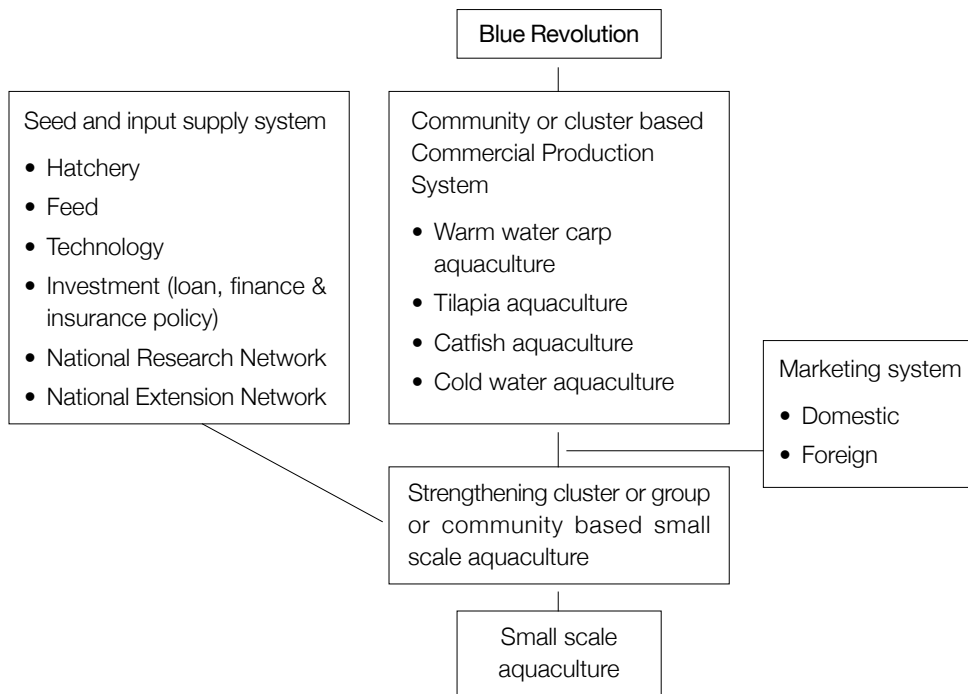 Blue Revolution
Seed and input supply system
• Hatchery
• Feed
• Technology
• Investment (loan, finance &
insurance policy)
• National Research Network
• National Extension Network
Community or cluster based
Commercial Production
System
• Warm water carp
aquaculture
• Tilapia aquaculture
• Catfish aquaculture
• Cold water aquaculture
Marketing system
• Domestic
• Foreign
Strengthening cluster or group
or community based small
scale aquaculture
Small scale
aquaculture